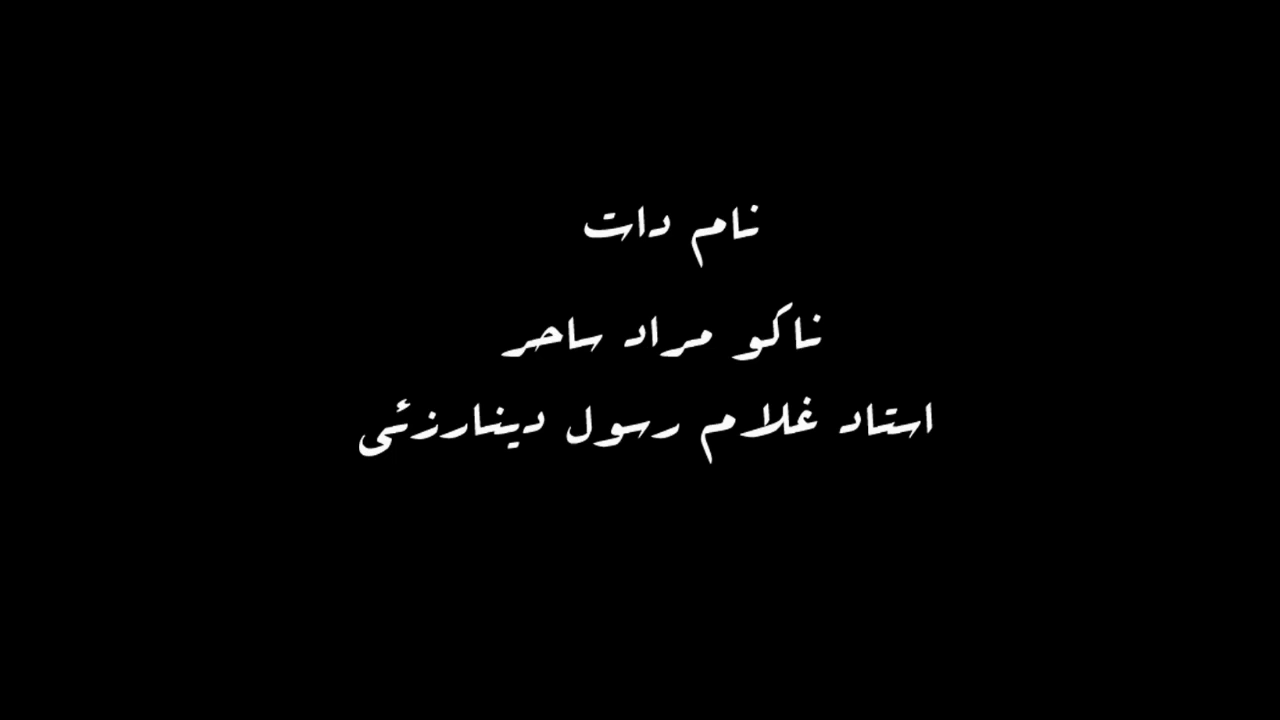 نام دات
ناکو مراد ساحر
استاد غلام رسول دینارزئی